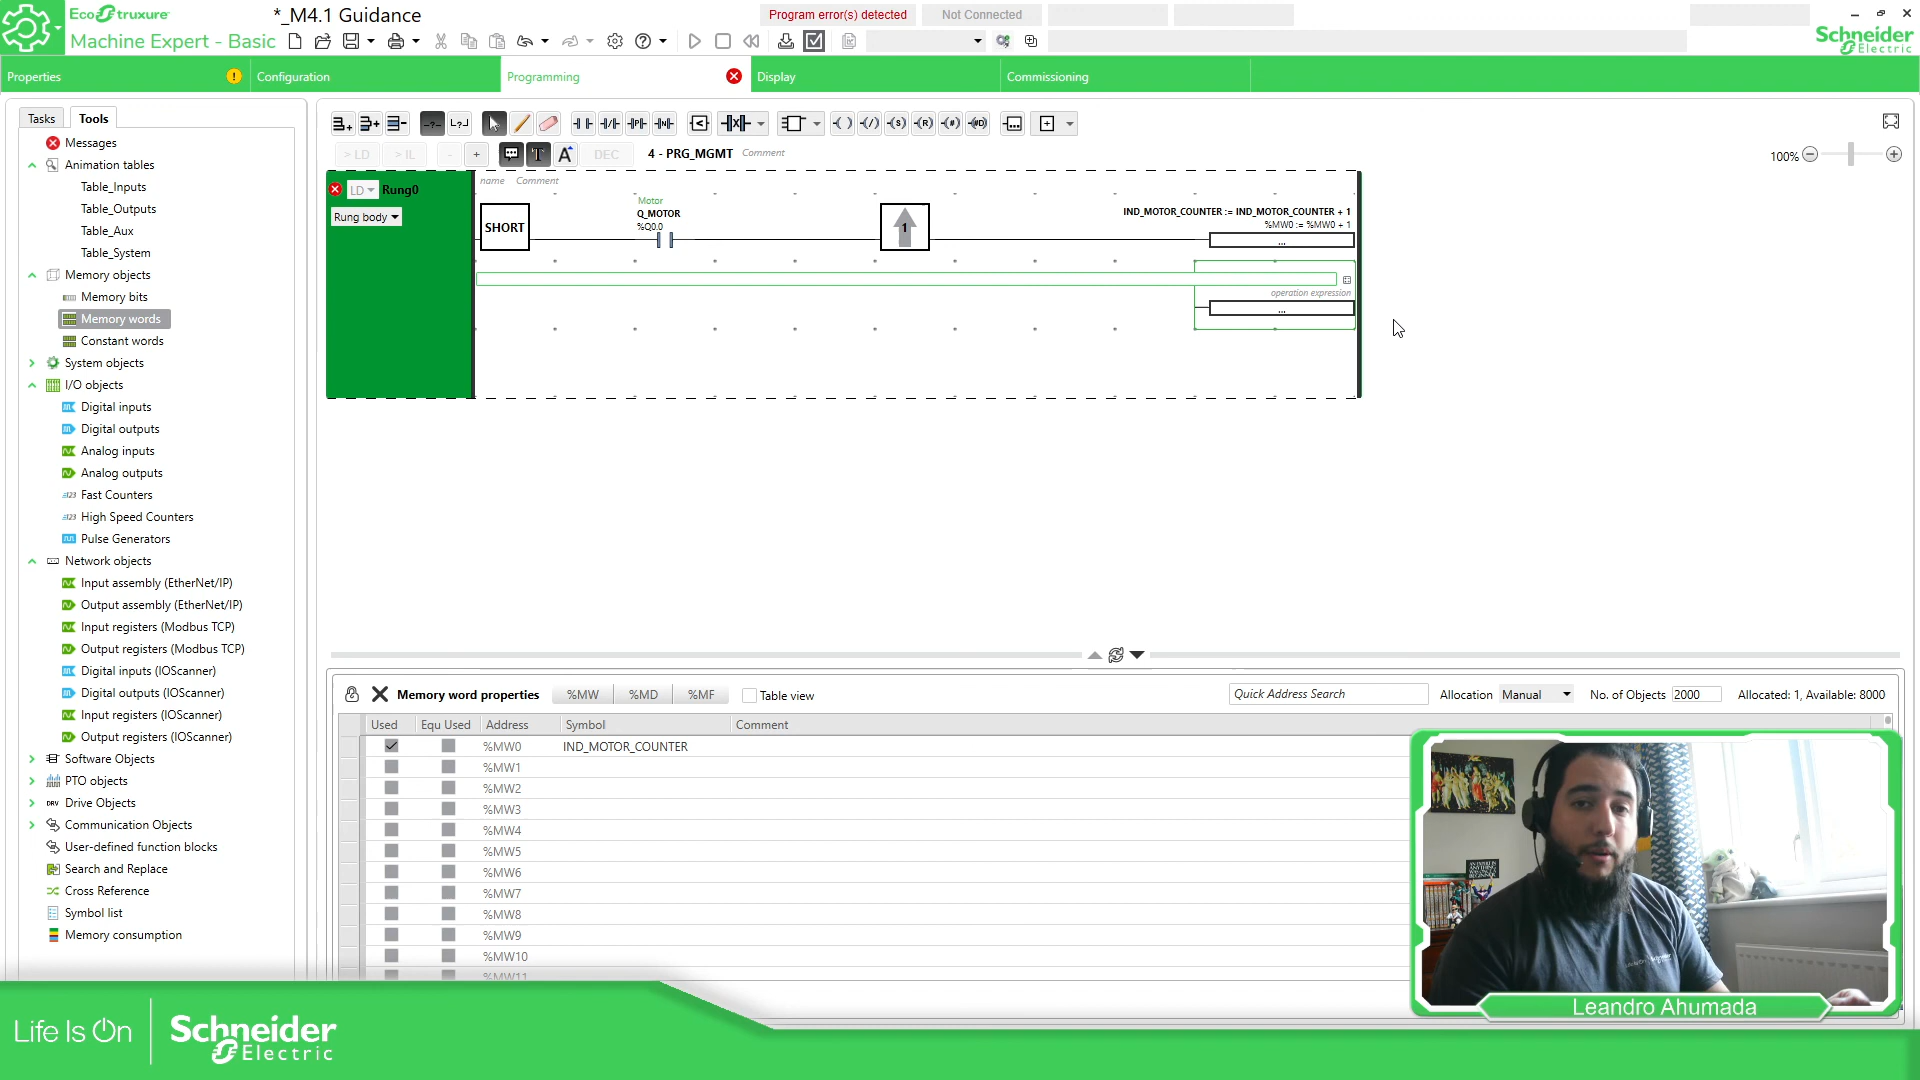 EcoStruxure
Machine Expert - Basic
*_M4.1 Guidance
Program error(s) detected
Not Connected
Schneider
Electric
Properties
Configuration
Programming
Display
Commissioning
Tasks
Tools
Messages
Animation tables
Table_Inputs
Table_Outputs
Table_Aux
Table_System
Memory objects
Memory bits
Memory words
Constant words
System objects
I/O objects
Digital inputs
Digital outputs
Analog inputs
Analog outputs
Fast Counters
High Speed Counters
Pulse Generators
Network objects
Input assembly (EtherNet/IP)
Output assembly (EtherNet/IP)
Input registers (Modbus TCP)
Output registers (Modbus TCP)
Digital inputs (IOScanner)
Digital outputs (IOScanner)
Input registers (IOScanner)
Output registers (IOScanner)
Software Objects
PTO objects
Drive Objects
Communication Objects
User-defined function blocks
Search and Replace
Cross Reference
Symbol list
Memory consumption
> LD
> IL
-
+
T
A
DEC
4 - PRG_MGMT
Comment
100%
LD
Rung0
Rung body
name
Comment
SHORT
Motor
Q_MOTOR
%Q0.0
1
IND_MOTOR_COUNTER := IND_MOTOR_COUNTER + 1
%MW0 := %MW0 + 1
...
operation expression
...
Memory word properties
%MW
%MD
%MF
Table view
Quick Address Search
Allocation
Manual
No. of Objects
2000
Allocated: 1, Available: 8000
Used
Equ Used
Address
Symbol
Comment
%MW0
IND_MOTOR_COUNTER
%MW1
%MW2
%MW3
%MW4
%MW5
%MW6
%MW7
%MW8
%MW9
%MW10
%MW11
Leandro Ahumada
Life Is On
Schneider
Electric